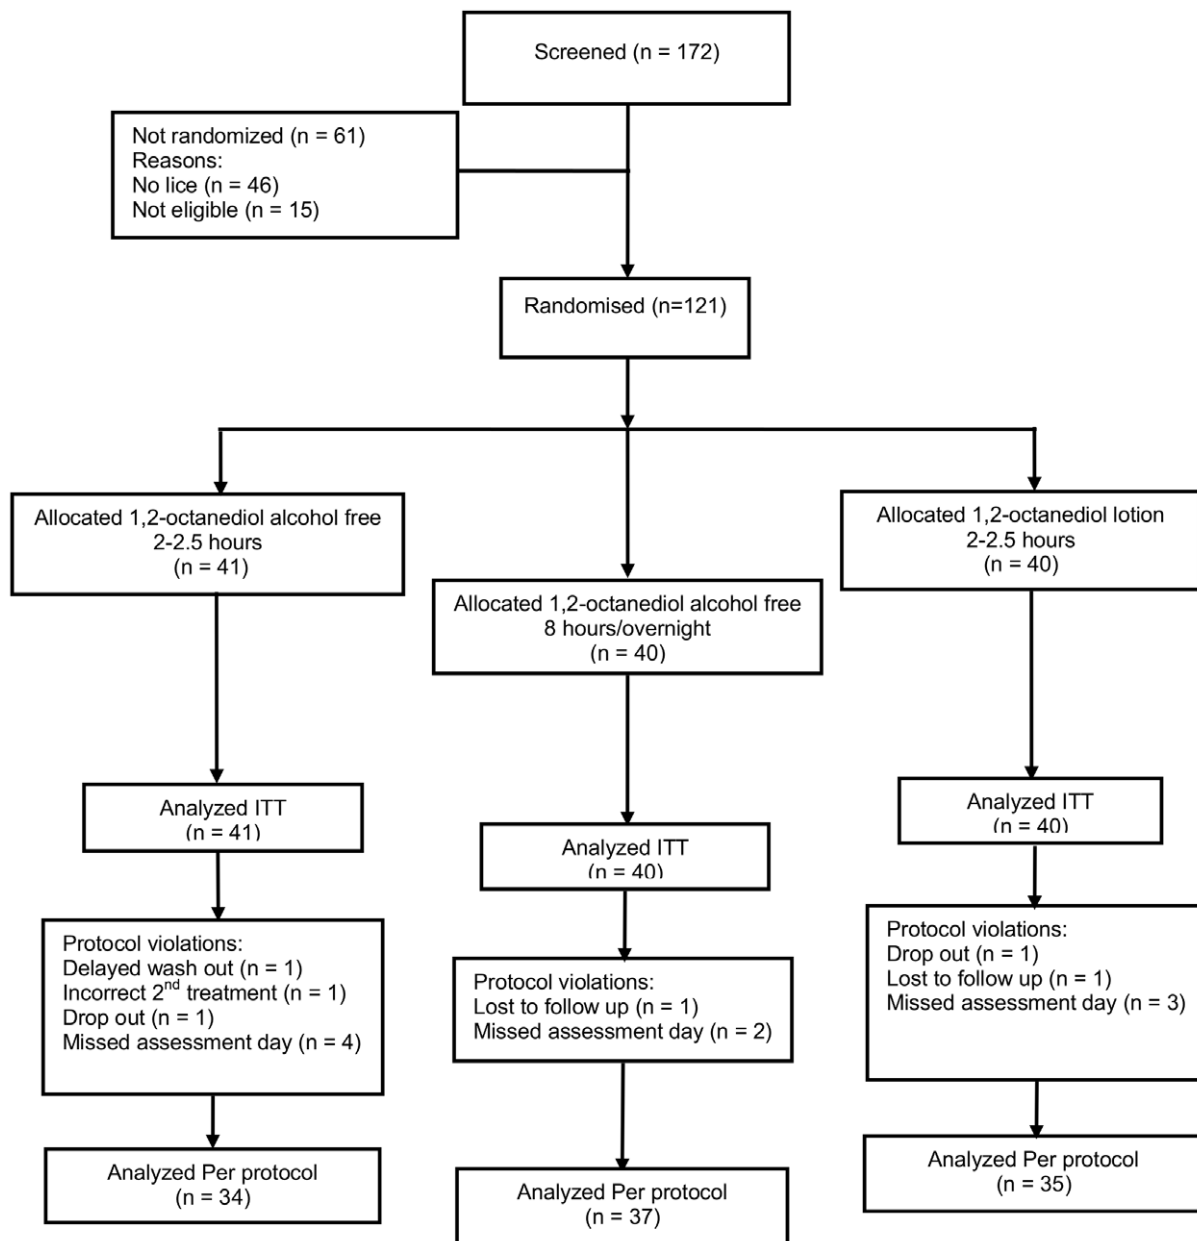 Screened (n = 172)
Not randomized (n = 61)
Reasons:
No lice (n = 46)
Not eligible (n = 15)
Randomised (n=121)
Allocated 1,2-octanediol alcohol free
2-2.5 hours
(n = 41)
Allocated 1,2-octanediol alcohol free
8 hours/overnight
(n = 40)
Allocated 1,2-octanediol lotion
2-2.5 hours
(n = 40)
Analyzed ITT
(n = 41)
Analyzed ITT
(n = 40)
Analyzed ITT
(n = 40)
Protocol violations:
Delayed wash out (n = 1)
Incorrect 2nd treatment (n = 1)
Drop out (n = 1)
Missed assessment day (n = 4)
Protocol violations:
Lost to follow up (n = 1)
Missed assessment day (n = 2)
Protocol violations:
Drop out (n = 1)
Lost to follow up (n = 1)
Missed assessment day (n = 3)
Analyzed Per protocol
(n = 34)
Analyzed Per protocol
(n = 37)
Analyzed Per protocol
(n = 35)